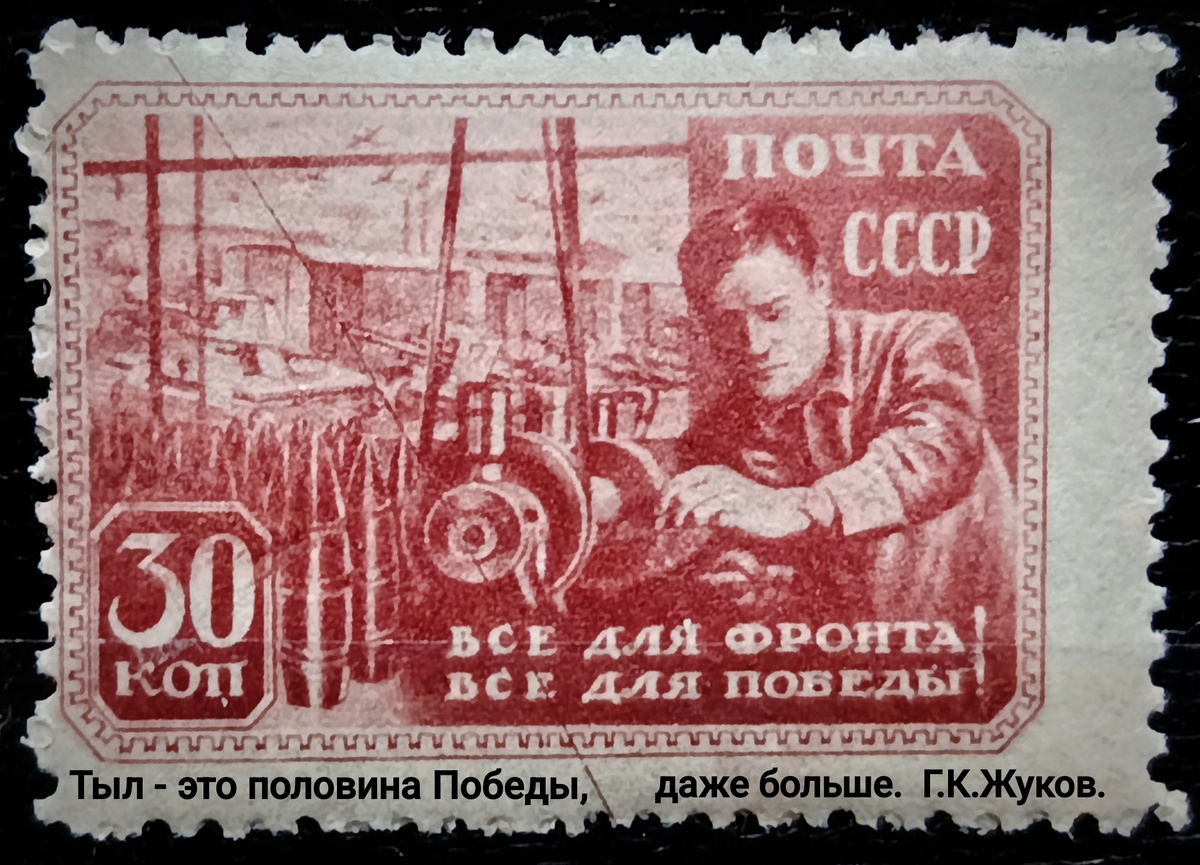 ПОЧТА
СССР
30
КОП
ВСЕ ДЛЯ ФРОНТА!
ВСЕ ДЛЯ ПОБЕДЫ!
Тыл - это половина Победы, даже больше. Г.К.Жуков.